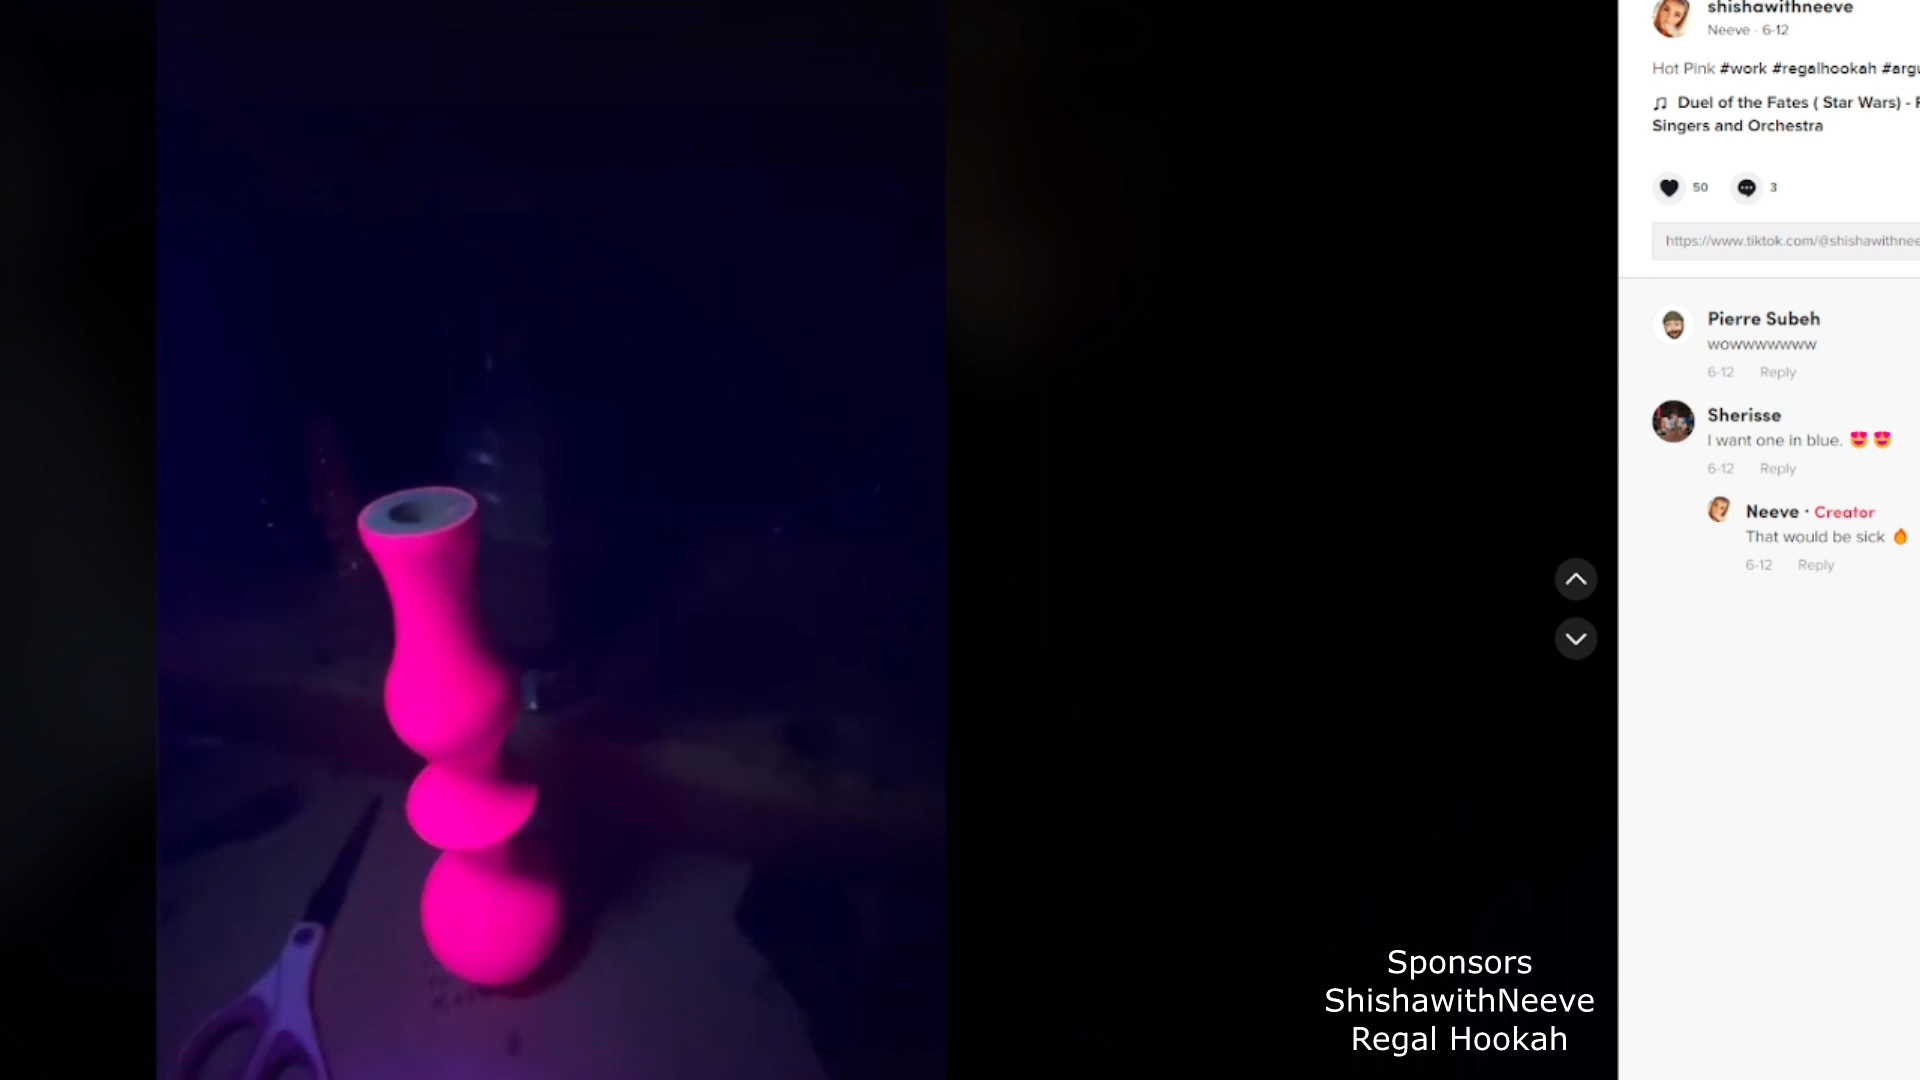 shishawithneeve
Neeve · 6-12
Hot Pink #work #regalhookah #argu
Duel of the Fates ( Star Wars) -
Singers and Orchestra
50
3
https://www.tiktok.com/@shishawithnee
Pierre Subeh
wowwwwwww
6-12 Reply
Sherisse
I want one in blue. 😍 😍
6-12 Reply
Neeve · Creator
That would be sick 🔥
6-12 Reply
Sponsors
ShishawithNeeve
Regal Hookah